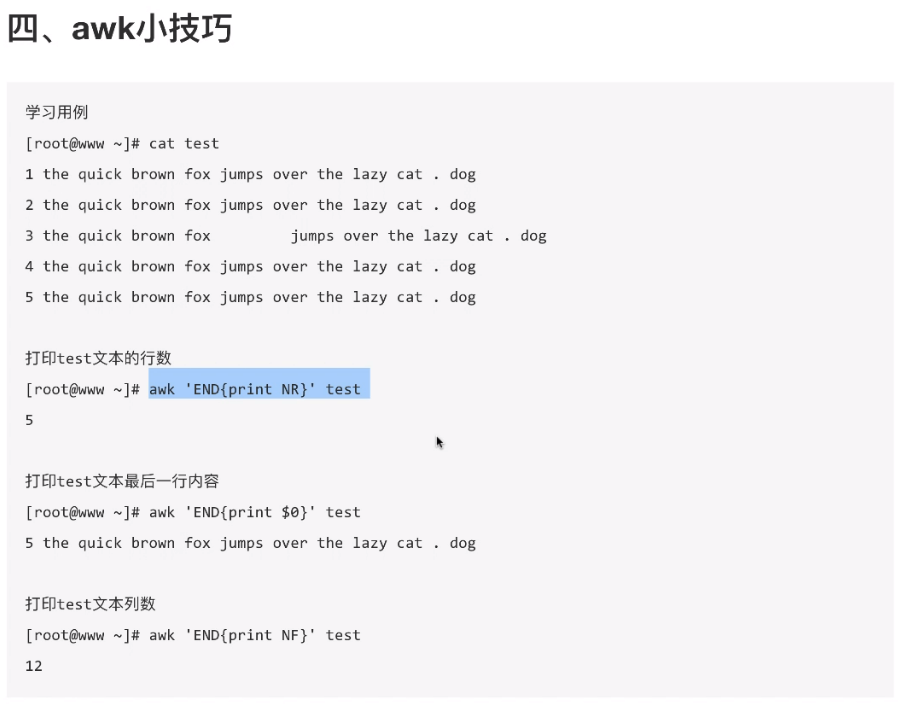 四、awk小技巧
学习用例
[root@www ~]# cat test
1 the quick brown fox jumps over the lazy cat . dog
2 the quick brown fox jumps over the lazy cat . dog
3 the quick brown fox         jumps over the lazy cat . dog
4 the quick brown fox jumps over the lazy cat . dog
5 the quick brown fox jumps over the lazy cat . dog
打印test文本的行数
[root@www ~]# awk 'END{print NR}' test
5
打印test文本最后一行内容
[root@www ~]# awk 'END{print $0}' test
5 the quick brown fox jumps over the lazy cat . dog
打印test文本列数
[root@www ~]# awk 'END{print NF}' test
12